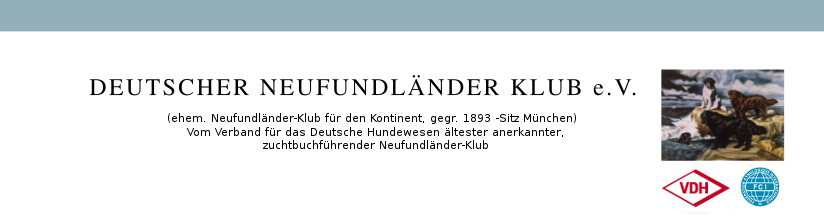 DEUTSCHER NEUFUNDLÄNDER KLUB e.V.
(ehem. Neufundländer-Klub für den Kontinent, gegr. 1893 -Sitz München)
Vom Verband für das Deutsche Hundewesen ältester anerkannter,
zuchtbuchführender Neufundländer-Klub
VDH
FCI